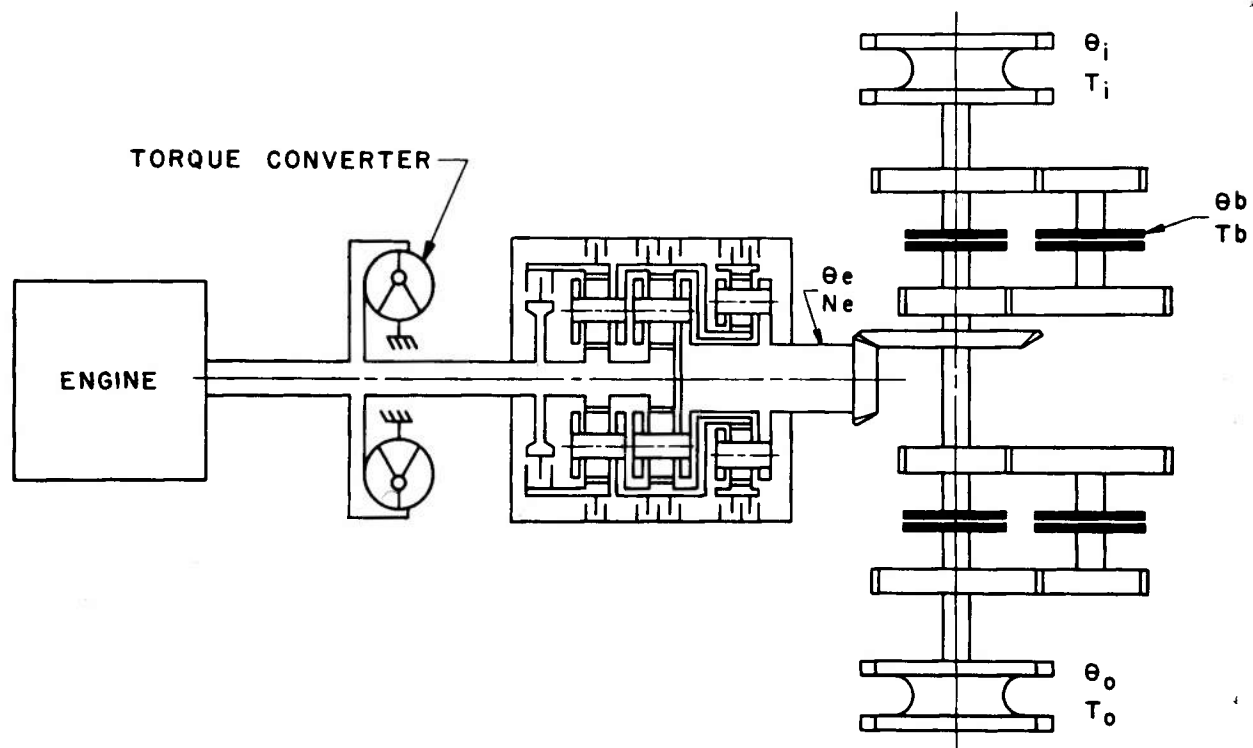 θi
Ti
TORQUE CONVERTER
θb
Tb
θe
Ne
ENGINE
θo
To